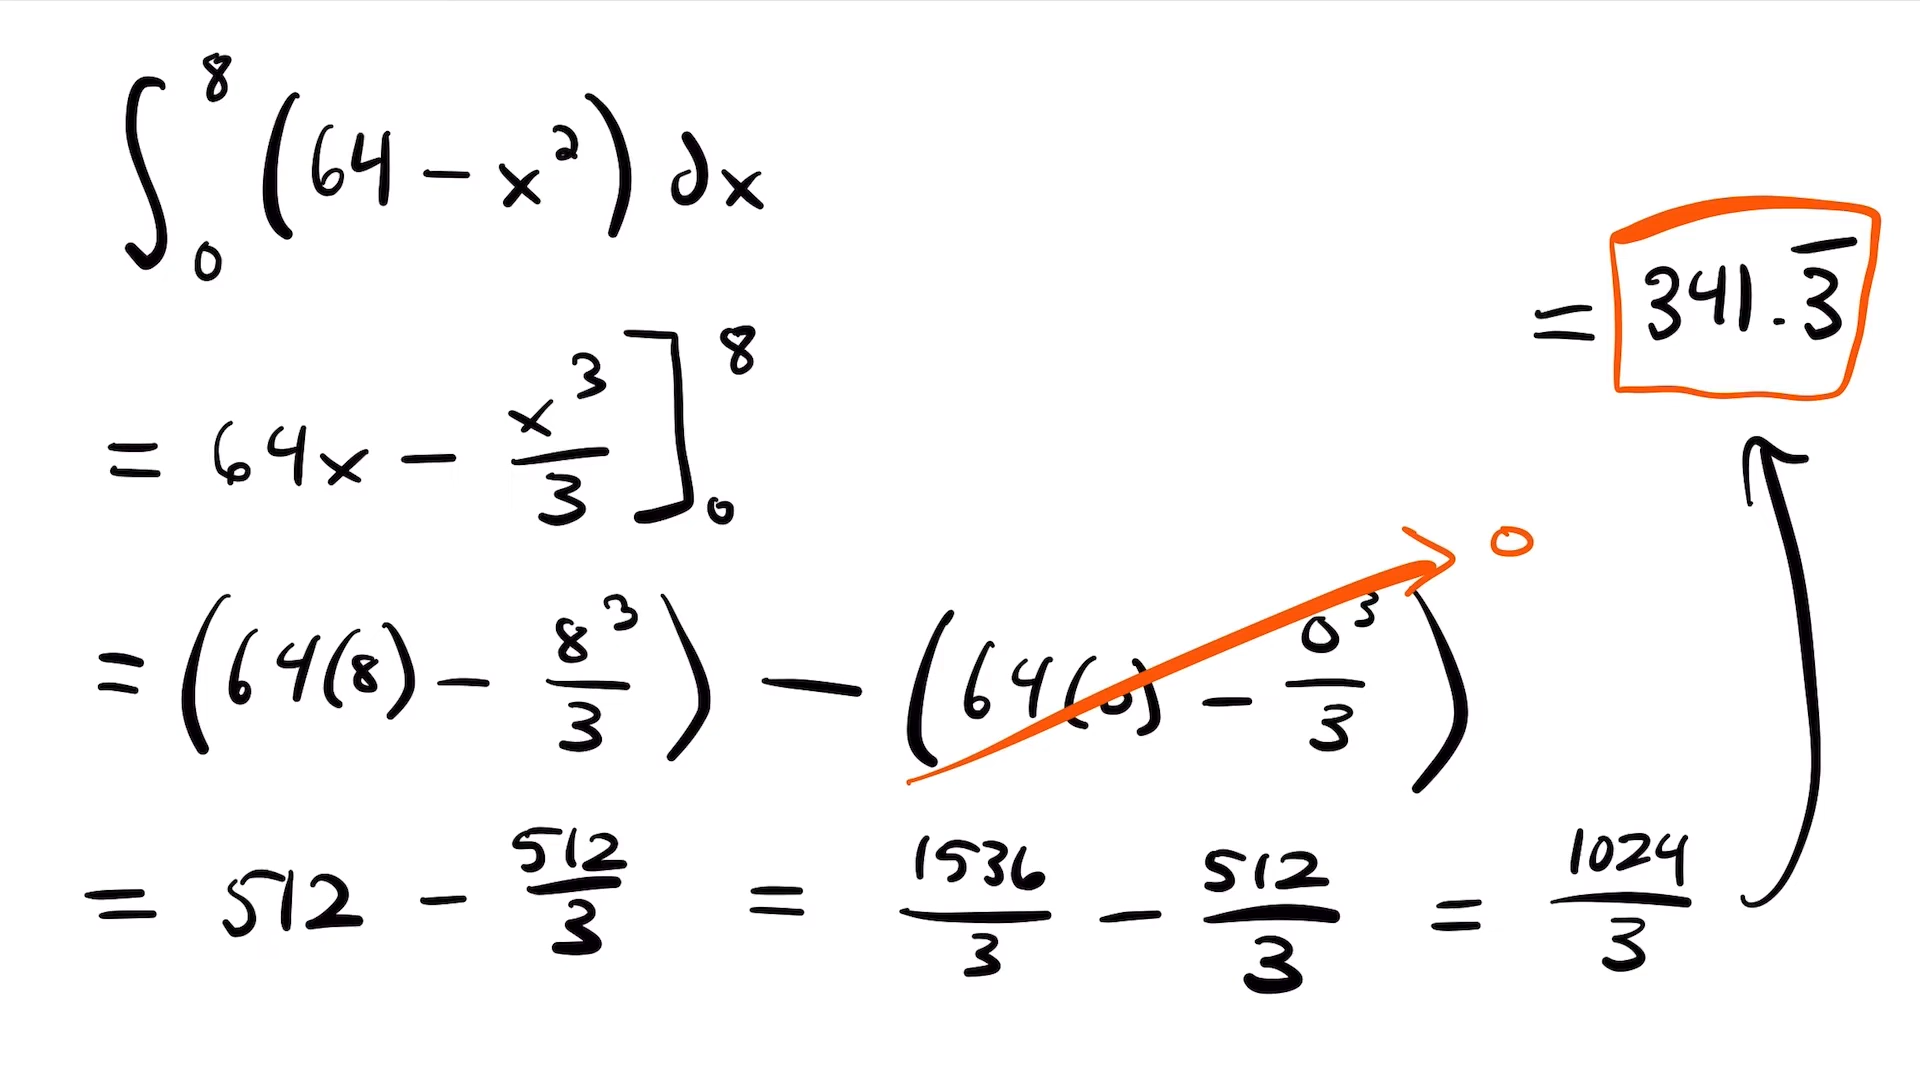 ∫₀⁸ (64 − x²) dx
= 64x − x³/3 ]₀⁸
= (64(8) − 8³/3) − (64(0) − 0³/3) 0
= 512 − 512/3 = 1536/3 − 512/3 = 1024/3
= 341.3̅